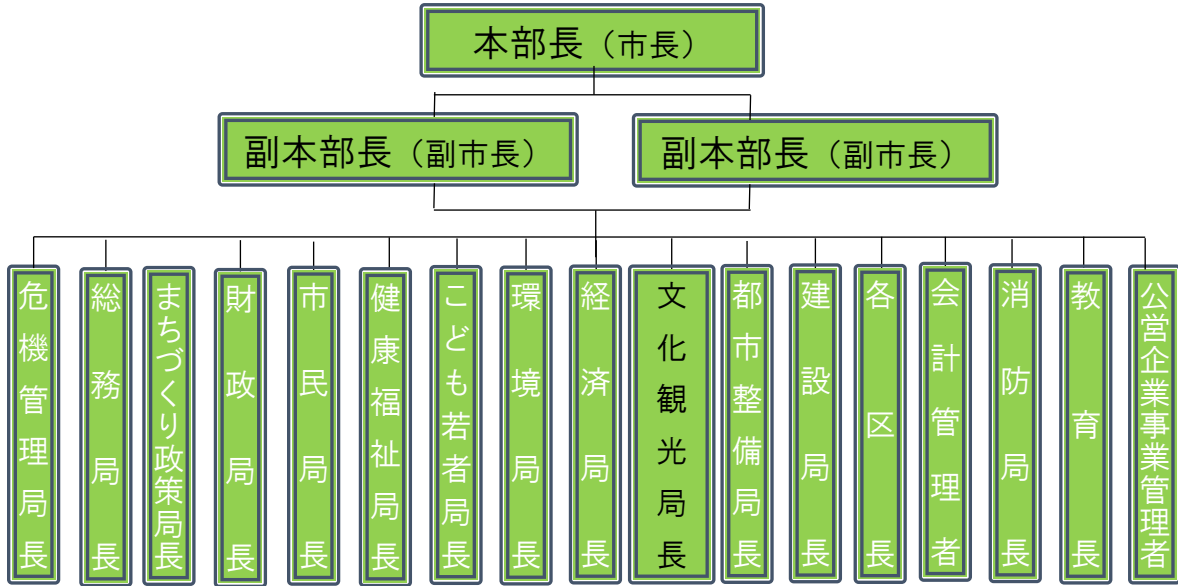 本部長（市長）
副本部長（副市長）
副本部長（副市長）
危機管理局長
総務局長
まちづくり政策局長
財政局長
市民局長
健康福祉局長
こども若者局長
環境局長
経済局長
文化観光局長
都市整備局長
建設局長
各区長
会計管理者
消防局長
教育長
公営企業事業管理者